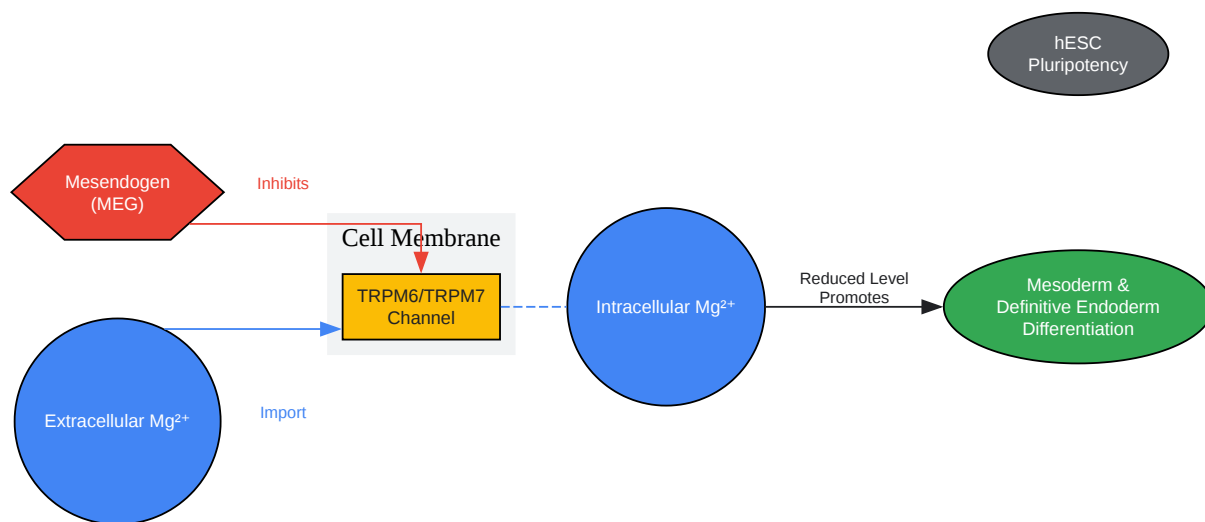 hESC
Pluripotency
Mesendogen
(MEG)
Inhibits
Cell Membrane
TRPM6/TRPM7
Channel
Intracellular Mg²⁺
Reduced Level
Promotes
Mesoderm &
Definitive Endoderm
Differentiation
Extracellular Mg²⁺
Import